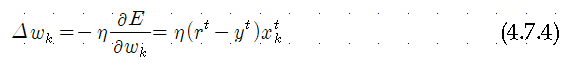 Δw_k = −η ∂E/∂w_k = η(r^t − y^t)x_k^t (4.7.4)